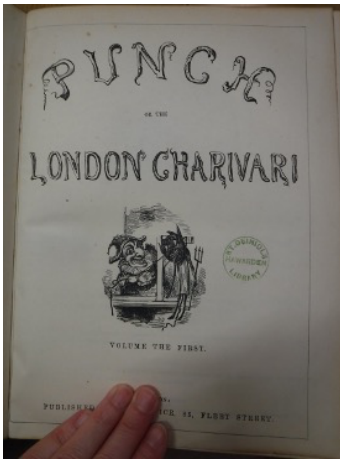 PUNCH
OR THE
LONDON CHARIVARI
ST. DEINIOL'S
HAWARDEN
LIBRARY
VOLUME THE FIRST.
PUBLISHED
FLEET STREET.